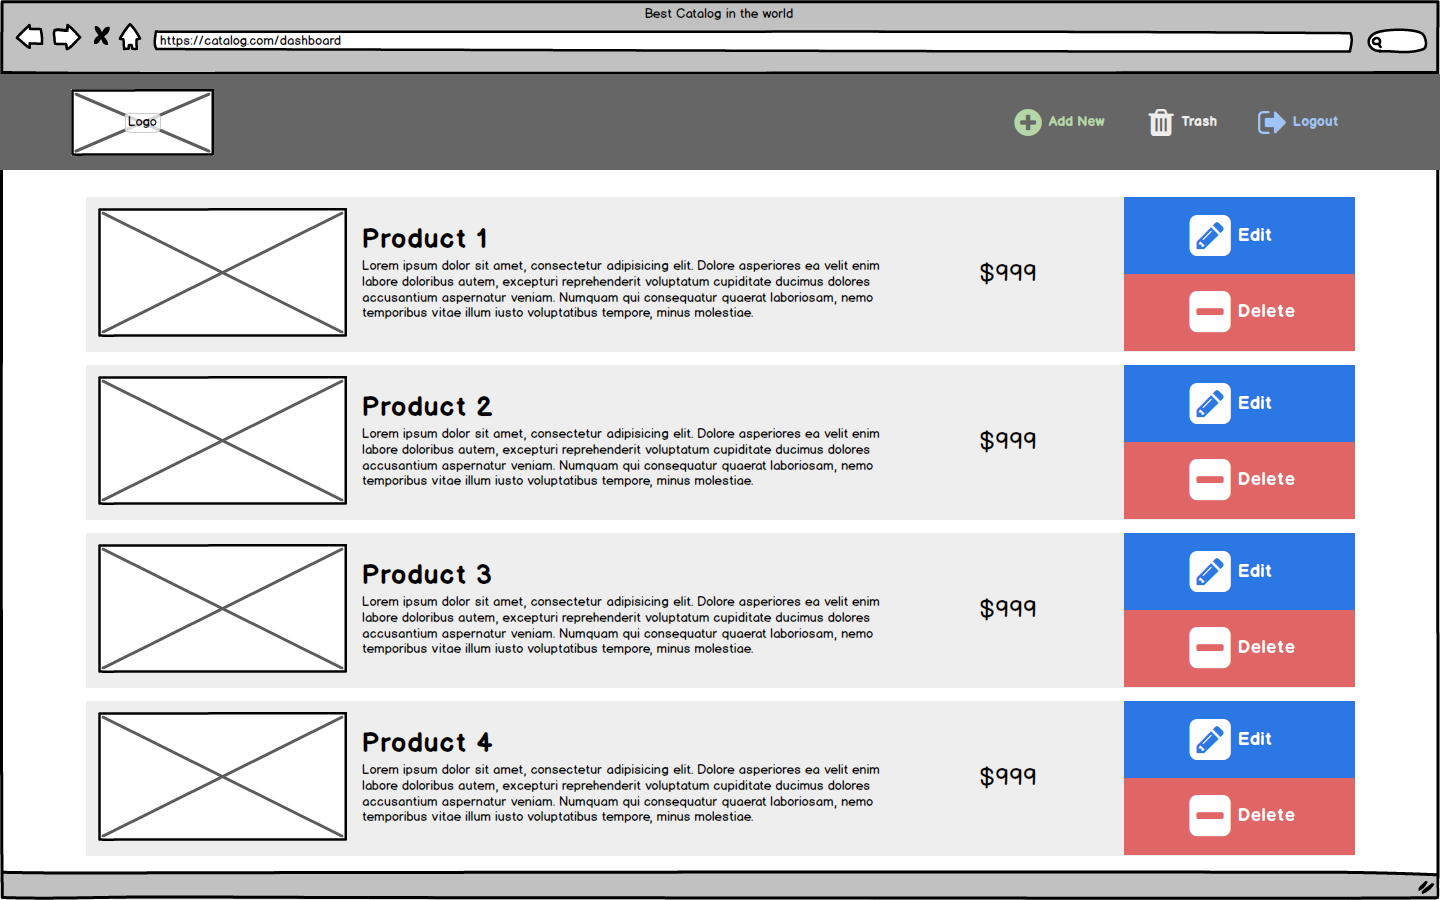 Best Catalog in the world
https://catalog.com/dashboard
Logo
Add New
Trash
Logout
Product 1
Lorem ipsum dolor sit amet, consectetur adipisicing elit. Dolore asperiores ea velit enim
labore doloribus autem, excepturi reprehenderit voluptatum cupiditate ducimus dolores
accusantium aspernatur veniam. Numquam qui consequatur quaerat laboriosam, nemo
temporibus vitae illum iusto voluptatibus tempore, minus molestiae.
$999
Edit
Delete
Product 2
Lorem ipsum dolor sit amet, consectetur adipisicing elit. Dolore asperiores ea velit enim
labore doloribus autem, excepturi reprehenderit voluptatum cupiditate ducimus dolores
accusantium aspernatur veniam. Numquam qui consequatur quaerat laboriosam, nemo
temporibus vitae illum iusto voluptatibus tempore, minus molestiae.
$999
Edit
Delete
Product 3
Lorem ipsum dolor sit amet, consectetur adipisicing elit. Dolore asperiores ea velit enim
labore doloribus autem, excepturi reprehenderit voluptatum cupiditate ducimus dolores
accusantium aspernatur veniam. Numquam qui consequatur quaerat laboriosam, nemo
temporibus vitae illum iusto voluptatibus tempore, minus molestiae.
$999
Edit
Delete
Product 4
Lorem ipsum dolor sit amet, consectetur adipisicing elit. Dolore asperiores ea velit enim
labore doloribus autem, excepturi reprehenderit voluptatum cupiditate ducimus dolores
accusantium aspernatur veniam. Numquam qui consequatur quaerat laboriosam, nemo
temporibus vitae illum iusto voluptatibus tempore, minus molestiae.
$999
Edit
Delete